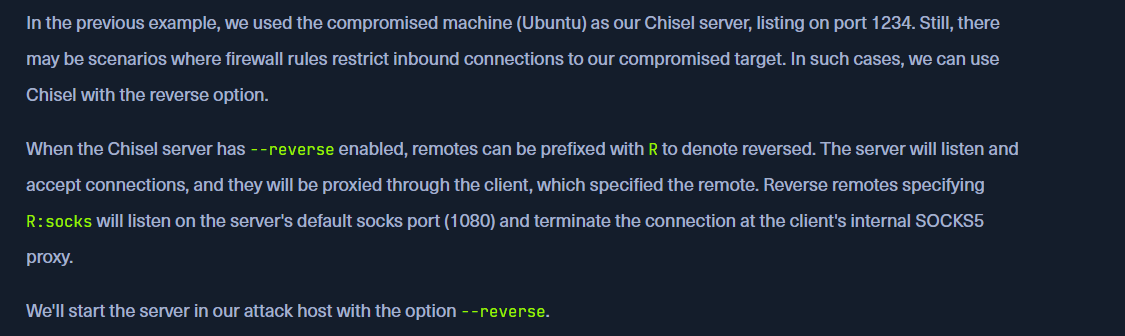 In the previous example, we used the compromised machine (Ubuntu) as our Chisel server, listing on port 1234. Still, there
may be scenarios where firewall rules restrict inbound connections to our compromised target. In such cases, we can use
Chisel with the reverse option.
When the Chisel server has --reverse enabled, remotes can be prefixed with R to denote reversed. The server will listen and
accept connections, and they will be proxied through the client, which specified the remote. Reverse remotes specifying
R:socks will listen on the server's default socks port (1080) and terminate the connection at the client's internal SOCKS5
proxy.
We'll start the server in our attack host with the option --reverse.